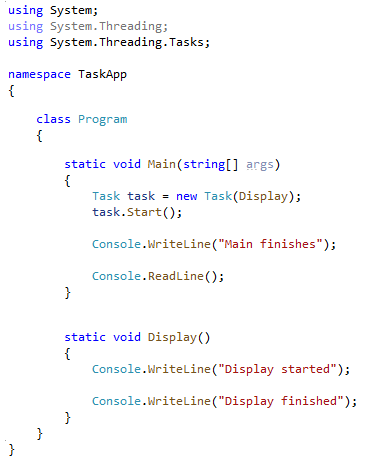 using System;
using System.Threading;
using System.Threading.Tasks;
namespace TaskApp
{
    class Program
    {
        static void Main(string[] args)
        {
            Task task = new Task(Display);
            task.Start();
            Console.WriteLine("Main finishes");
            Console.ReadLine();
        }
        static void Display()
        {
            Console.WriteLine("Display started");
            Console.WriteLine("Display finished");
        }
    }
}